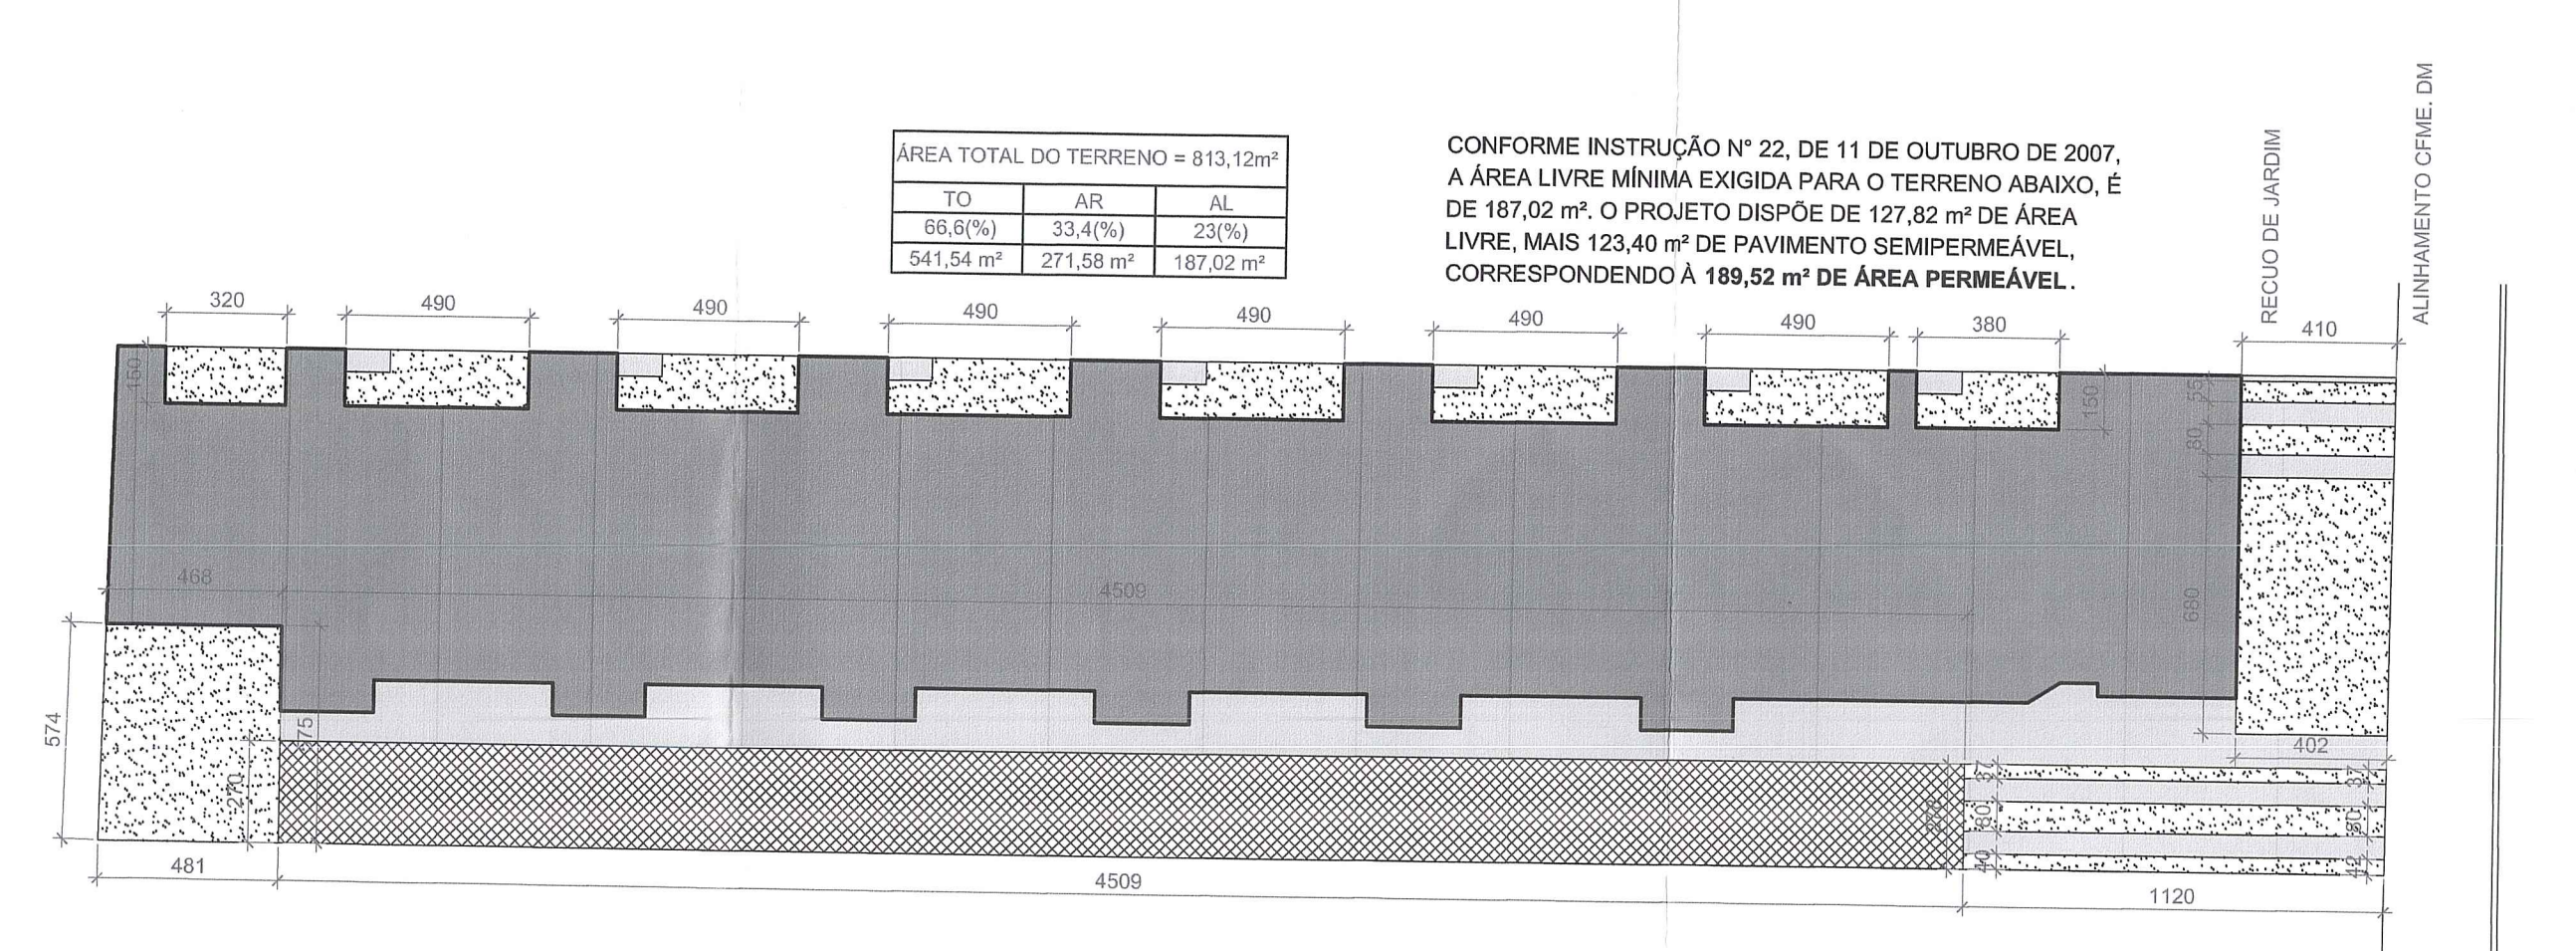 ÁREA TOTAL DO TERRENO = 813,12m²
TO AR AL
66,6(%) 33,4(%) 23(%)
541,54 m² 271,58 m² 187,02 m²
CONFORME INSTRUÇÃO N° 22, DE 11 DE OUTUBRO DE 2007,
A ÁREA LIVRE MÍNIMA EXIGIDA PARA O TERRENO ABAIXO, É
DE 187,02 m². O PROJETO DISPÕE DE 127,82 m² DE ÁREA
LIVRE, MAIS 123,40 m² DE PAVIMENTO SEMIPERMEÁVEL,
CORRESPONDENDO À 189,52 m² DE ÁREA PERMEÁVEL.
RECUO DE JARDIM
ALINHAMENTO CFME. DM
320
490
490
490
490
490
490
380
410
150
150
55
80
468
4509
680
574
575
270
402
37
37
80
80
40
42
481
4509
1120